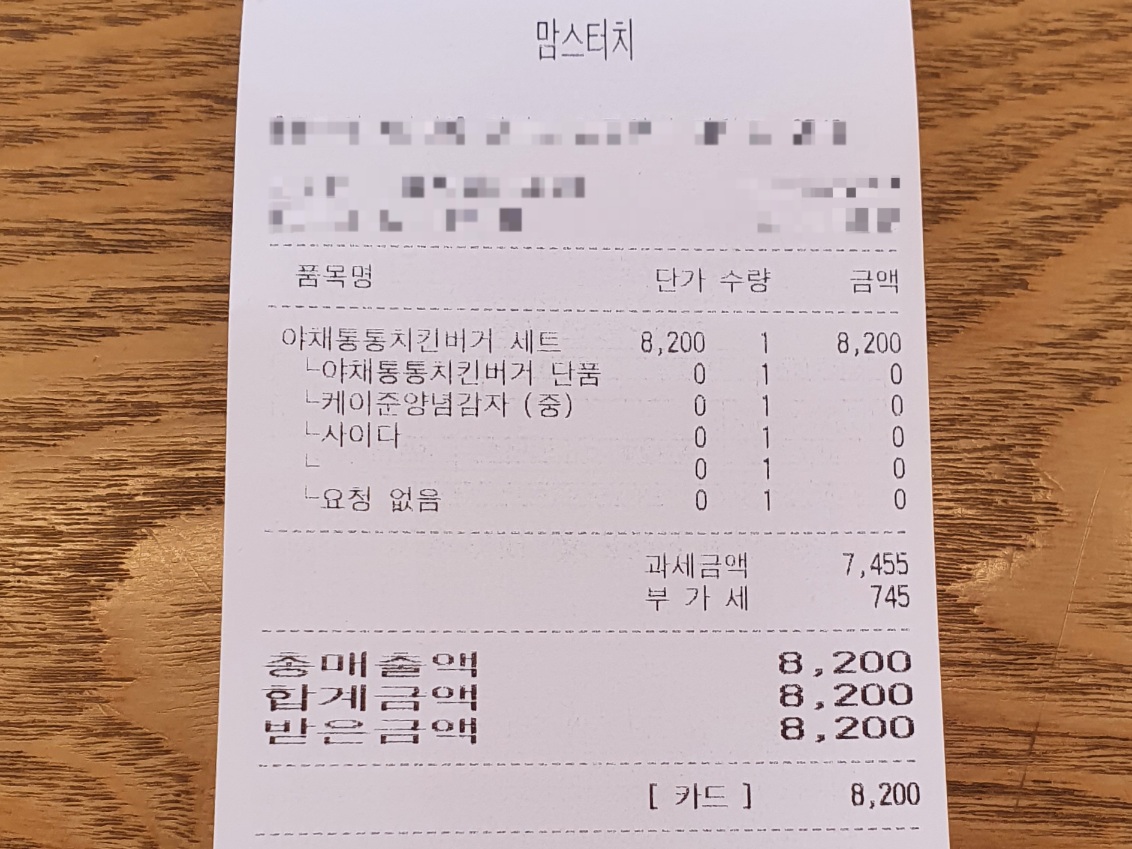 맘스터치
품목명 단가 수량 금액
야채통통치킨버거 세트 8,200 1 8,200
└야채통통치킨버거 단품 0 1 0
└케이준양념감자 (중) 0 1 0
└사이다 0 1 0
└ 0 1 0
└요청 없음 0 1 0
과세금액 7,455
부 가 세 745
총매출액 8,200
합계금액 8,200
받은금액 8,200
[ 카드 ] 8,200